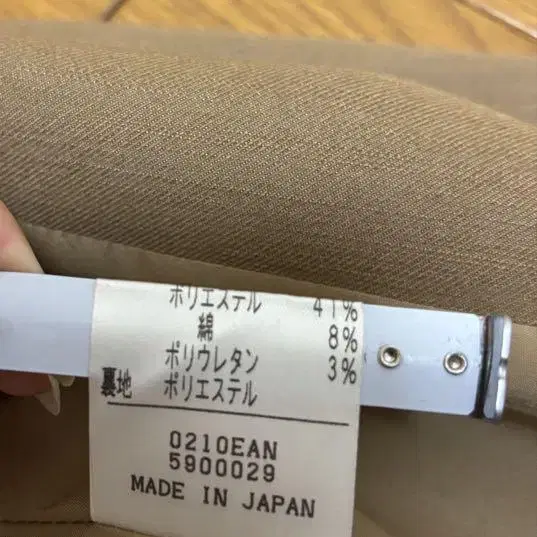 ポリエステル 41%
綿 8%
ポリウレタン 3%
裏地 ポリエステル
0210EAN
5900029
MADE IN JAPAN